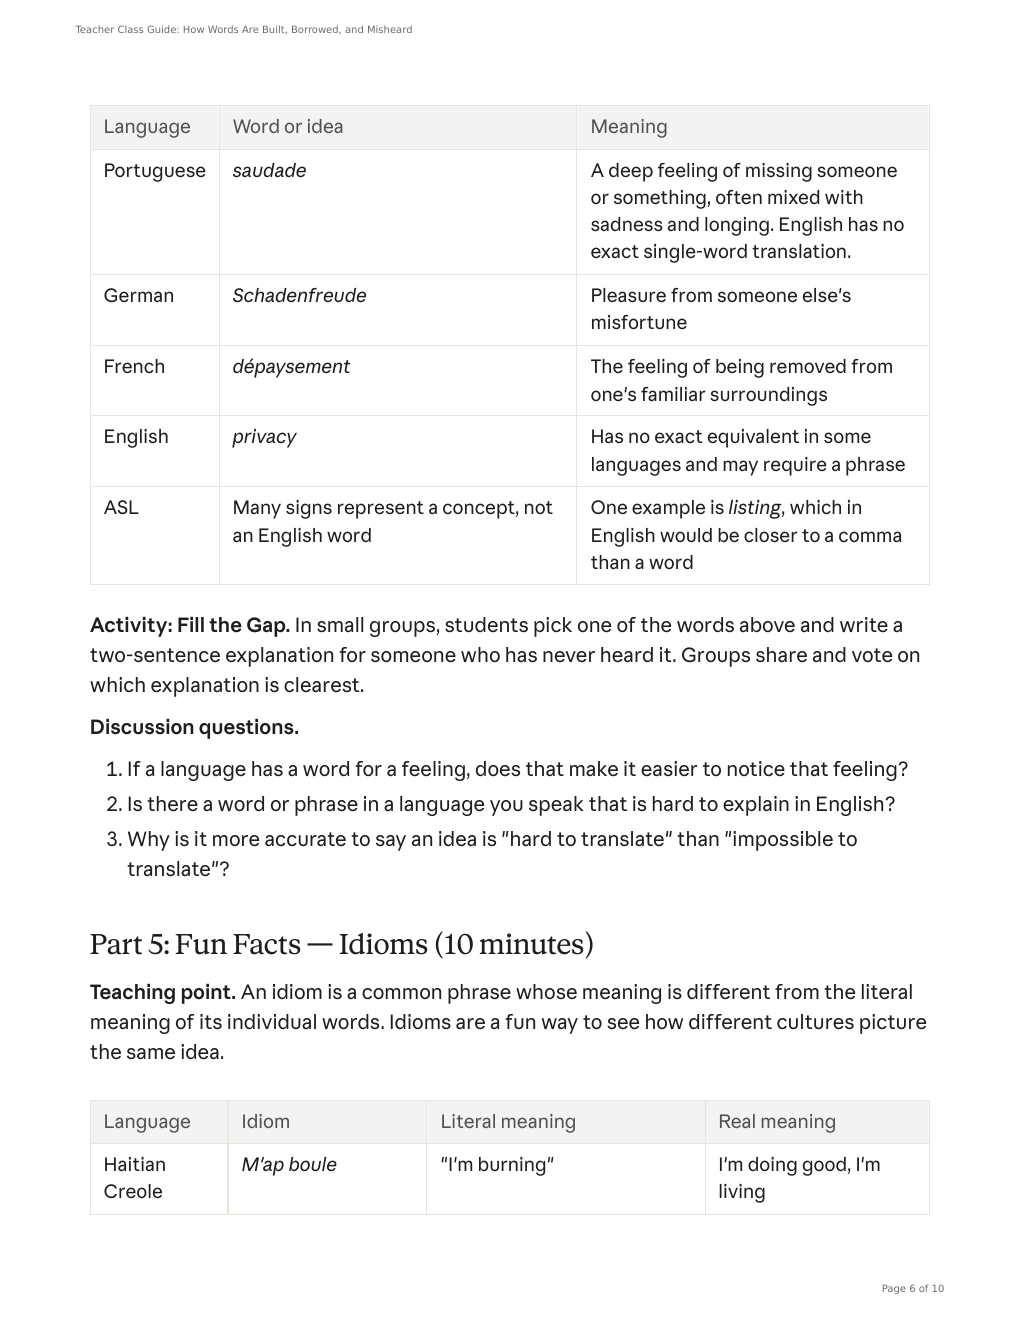 Teacher Class Guide: How Words Are Built, Borrowed, and Misheard
Language Word or idea Meaning
Portuguese saudade A deep feeling of missing someone
or something, often mixed with
sadness and longing. English has no
exact single-word translation.
German Schadenfreude Pleasure from someone else's
misfortune
French dépaysement The feeling of being removed from
one's familiar surroundings
English privacy Has no exact equivalent in some
languages and may require a phrase
ASL Many signs represent a concept, not One example is listing, which in
an English word English would be closer to a comma
than a word
Activity: Fill the Gap. In small groups, students pick one of the words above and write a
two-sentence explanation for someone who has never heard it. Groups share and vote on
which explanation is clearest.
Discussion questions.
1. If a language has a word for a feeling, does that make it easier to notice that feeling?
2. Is there a word or phrase in a language you speak that is hard to explain in English?
3. Why is it more accurate to say an idea is "hard to translate" than "impossible to
translate"?
Part 5: Fun Facts — Idioms (10 minutes)
Teaching point. An idiom is a common phrase whose meaning is different from the literal
meaning of its individual words. Idioms are a fun way to see how different cultures picture
the same idea.
Language Idiom Literal meaning Real meaning
Haitian M'ap boule "I'm burning" I'm doing good, I'm
Creole living
Page 6 of 10